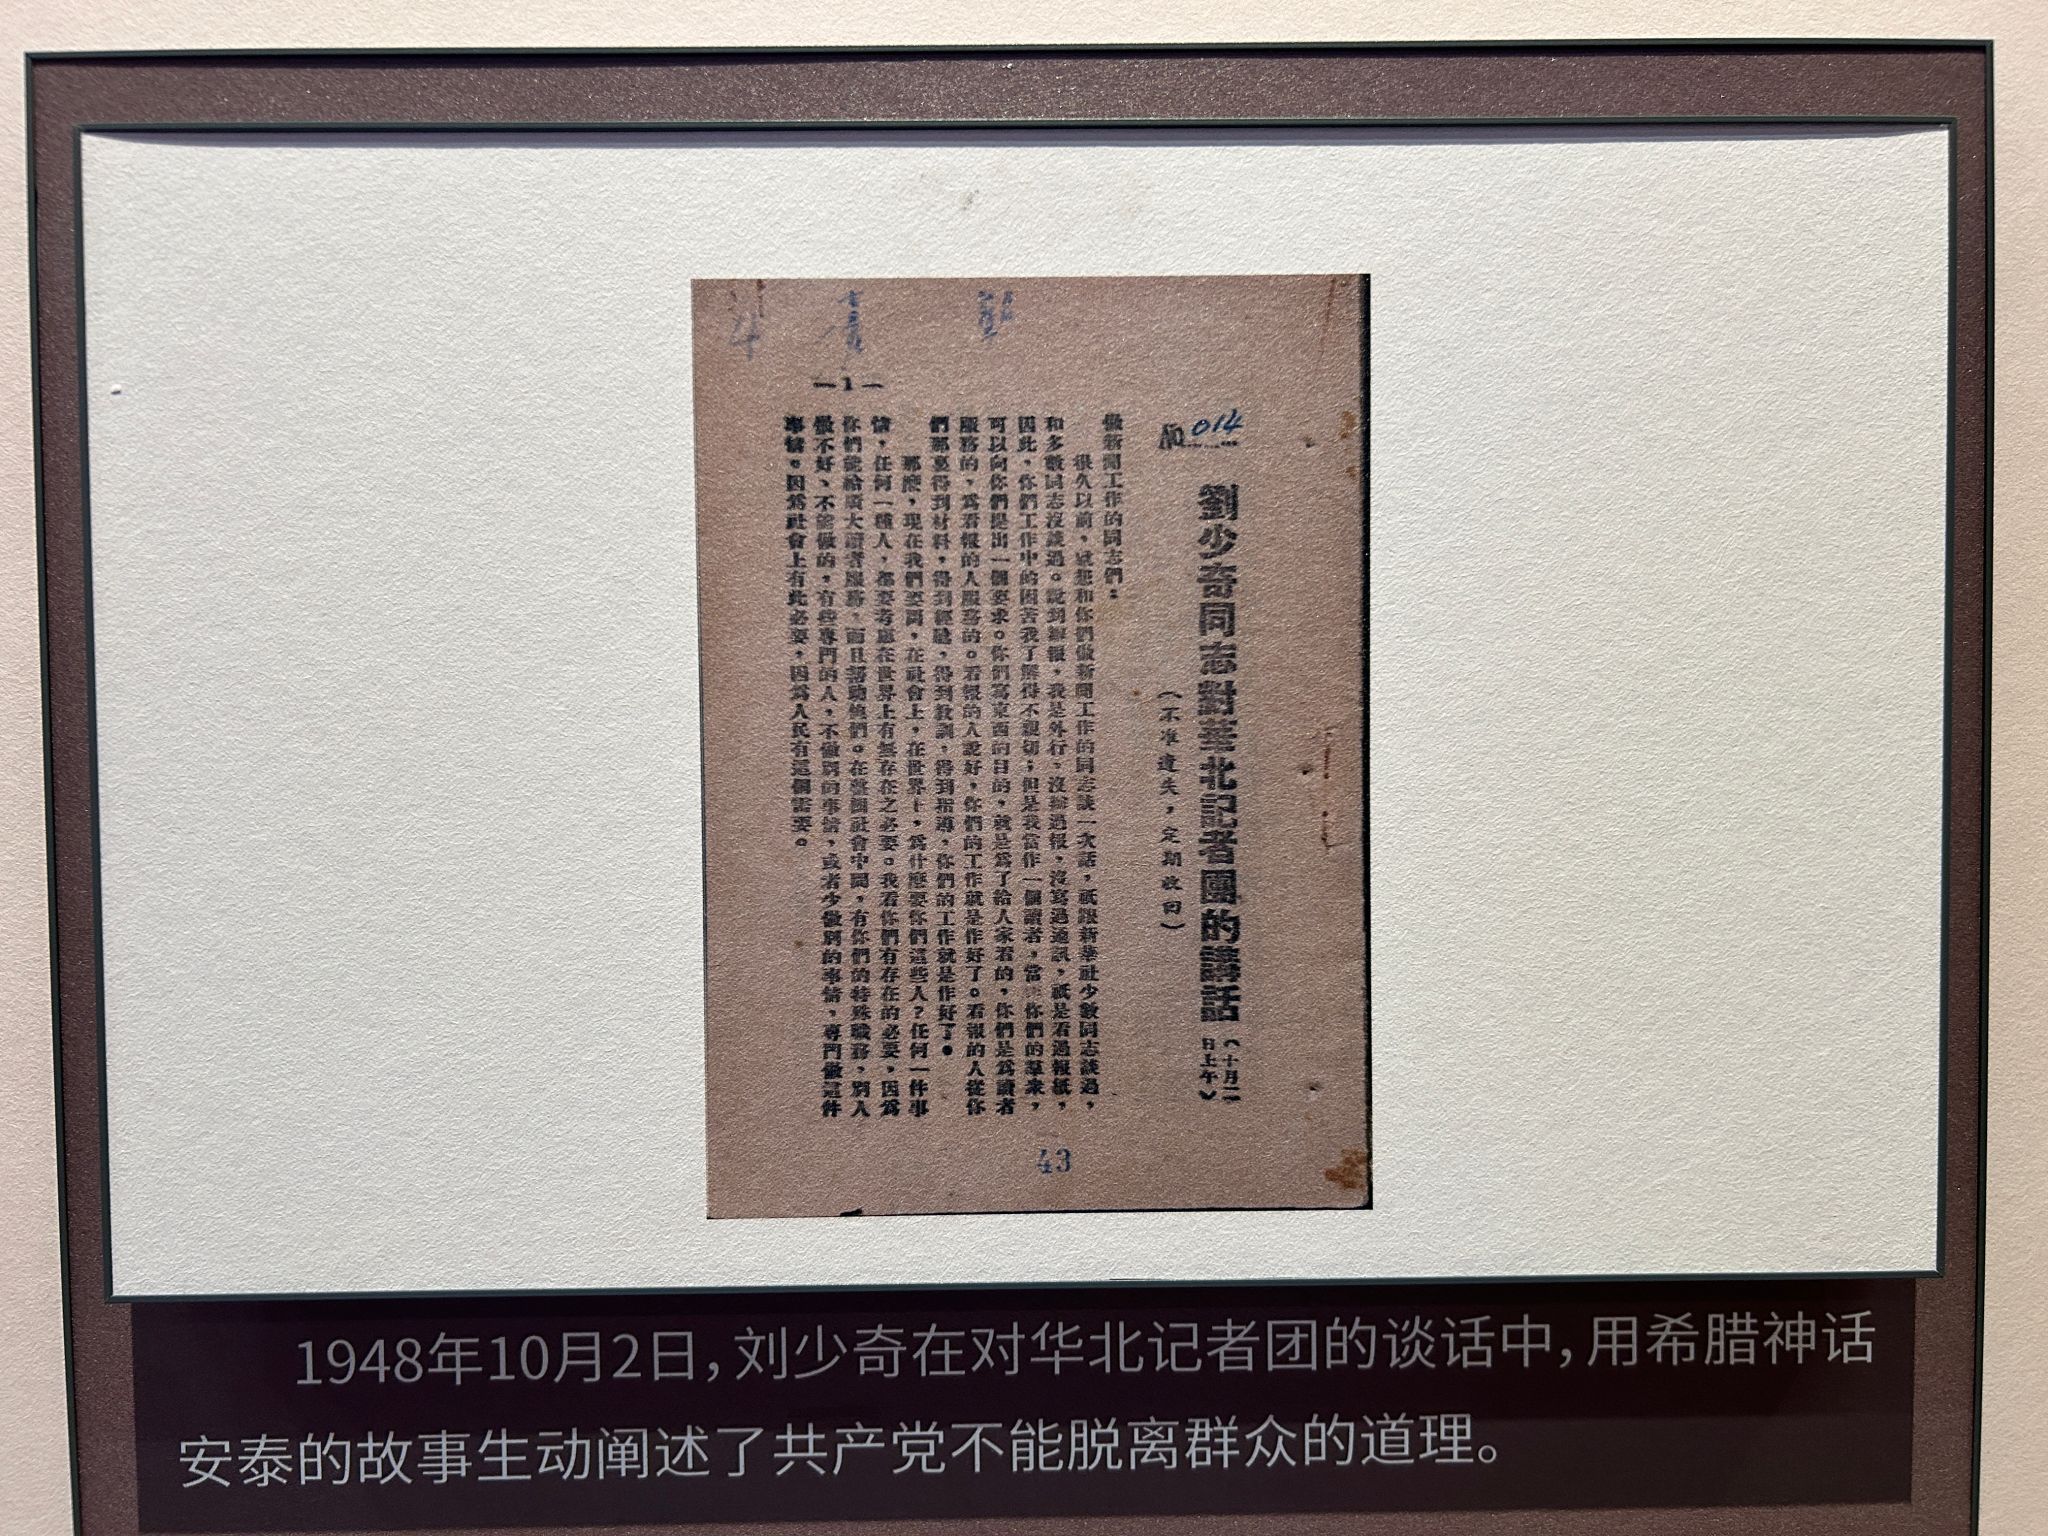 —1—
№ 014
劉少奇同志對華北記者團的講話
（十月二
日上午）
（不准遺失，定期收回）
做新聞工作的同志們：
很久以前，就想和你們做新聞工作的同志談一次話，祇跟新華社少數同志談過，
和多數同志沒談過。說到辦報，我是外行，沒辦過報，沒寫過通訊，祇是看過報紙，
因此，你們工作中的困苦我了解得不親切；但是我當作一個讀者，當 你們的羣衆，
可以向你們提出一個要求。你們寫東西的目的，就是爲了給人家看的，你們是爲讀者
服務的，爲看報的人服務的。看報的人說好，你們的工作就是作好了。看報的人從你
們那裏得到材料，得到經驗，得到教訓，得到指導，你們的工作就是作好了。
那麼，現在我們要問，在社會上，在世界上，爲什麼要你們這些人？任何一件事
情，任何一種人，都要考慮在世界上有無存在之必要。我看你們有存在的必要，因爲
你們能給廣大讀者服務，而且幫助他們。在整個社會中間，有你們的特殊職務，別人
做不好、不能做的，有些專門的人，不做別的事情，或者少做別的事情，專門做這件
事情。因爲社會上有此必要，因爲人民有這個需要。
43
1948年10月2日，刘少奇在对华北记者团的谈话中，用希腊神话
安泰的故事生动阐述了共产党不能脱离群众的道理。